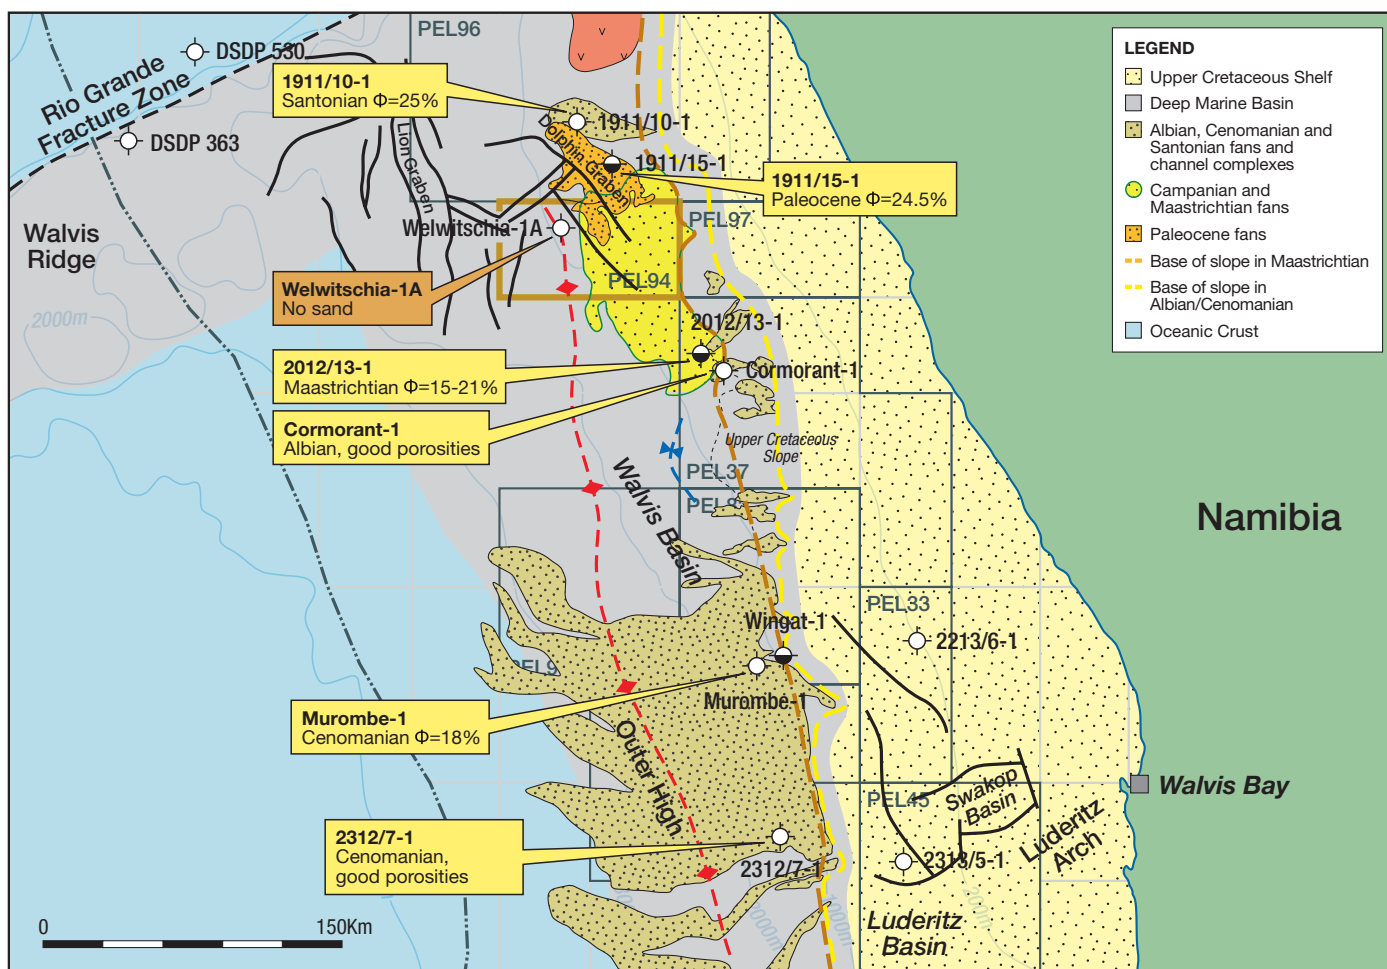 PEL96
DSDP 530
Rio Grande
Fracture Zone
DSDP 363
1911/10-1
Santonian Φ=25%
1911/10-1
Dolphin Graben
Lion Graben
1911/15-1
1911/15-1
Paleocene Φ=24.5%
Walvis
Ridge
Welwitschia-1A
PEL97
PEL94
Welwitschia-1A
No sand
2000m
2012/13-1
2012/13-1
Maastrichtian Φ=15-21%
Cormorant-1
Cormorant-1
Albian, good porosities
Upper Cretaceous
Slope
PEL37
Walvis Basin
Namibia
PEL33
Wingat-1
2213/6-1
Murombe-1
Murombe-1
Cenomanian Φ=18%
Outer High
Swakop
Basin
PEL45
Walvis Bay
Luderitz
Arch
2312/7-1
Cenomanian,
good porosities
2312/7-1
2313/5-1
200m
1000m
Luderitz
Basin
0
150Km
LEGEND
Upper Cretaceous Shelf
Deep Marine Basin
Albian, Cenomanian and
Santonian fans and
channel complexes
Campanian and
Maastrichtian fans
Paleocene fans
Base of slope in Maastrichtian
Base of slope in
Albian/Cenomanian
Oceanic Crust